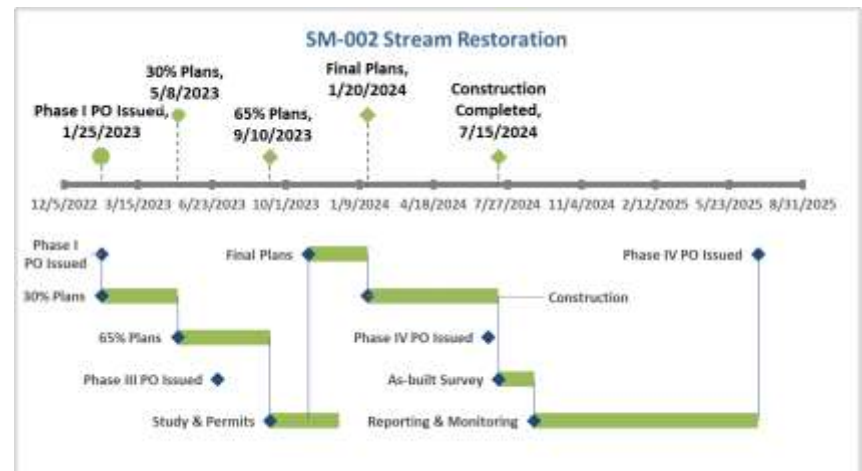 SM-002 Stream Restoration
30% Plans,
5/8/2023
Final Plans,
1/20/2024
Phase I PO Issued,
1/25/2023
65% Plans,
9/10/2023
Construction
Completed,
7/15/2024
12/5/2022 3/15/2023 6/23/2023 10/1/2023 1/9/2024 4/18/2024 7/27/2024 11/4/2024 2/12/2025 5/23/2025 8/31/2025
Phase I
PO Issued
Final Plans
Phase IV PO Issued
30% Plans
Construction
65% Plans
Phase IV PO Issued
Phase III PO Issued
As-built Survey
Study & Permits
Reporting & Monitoring